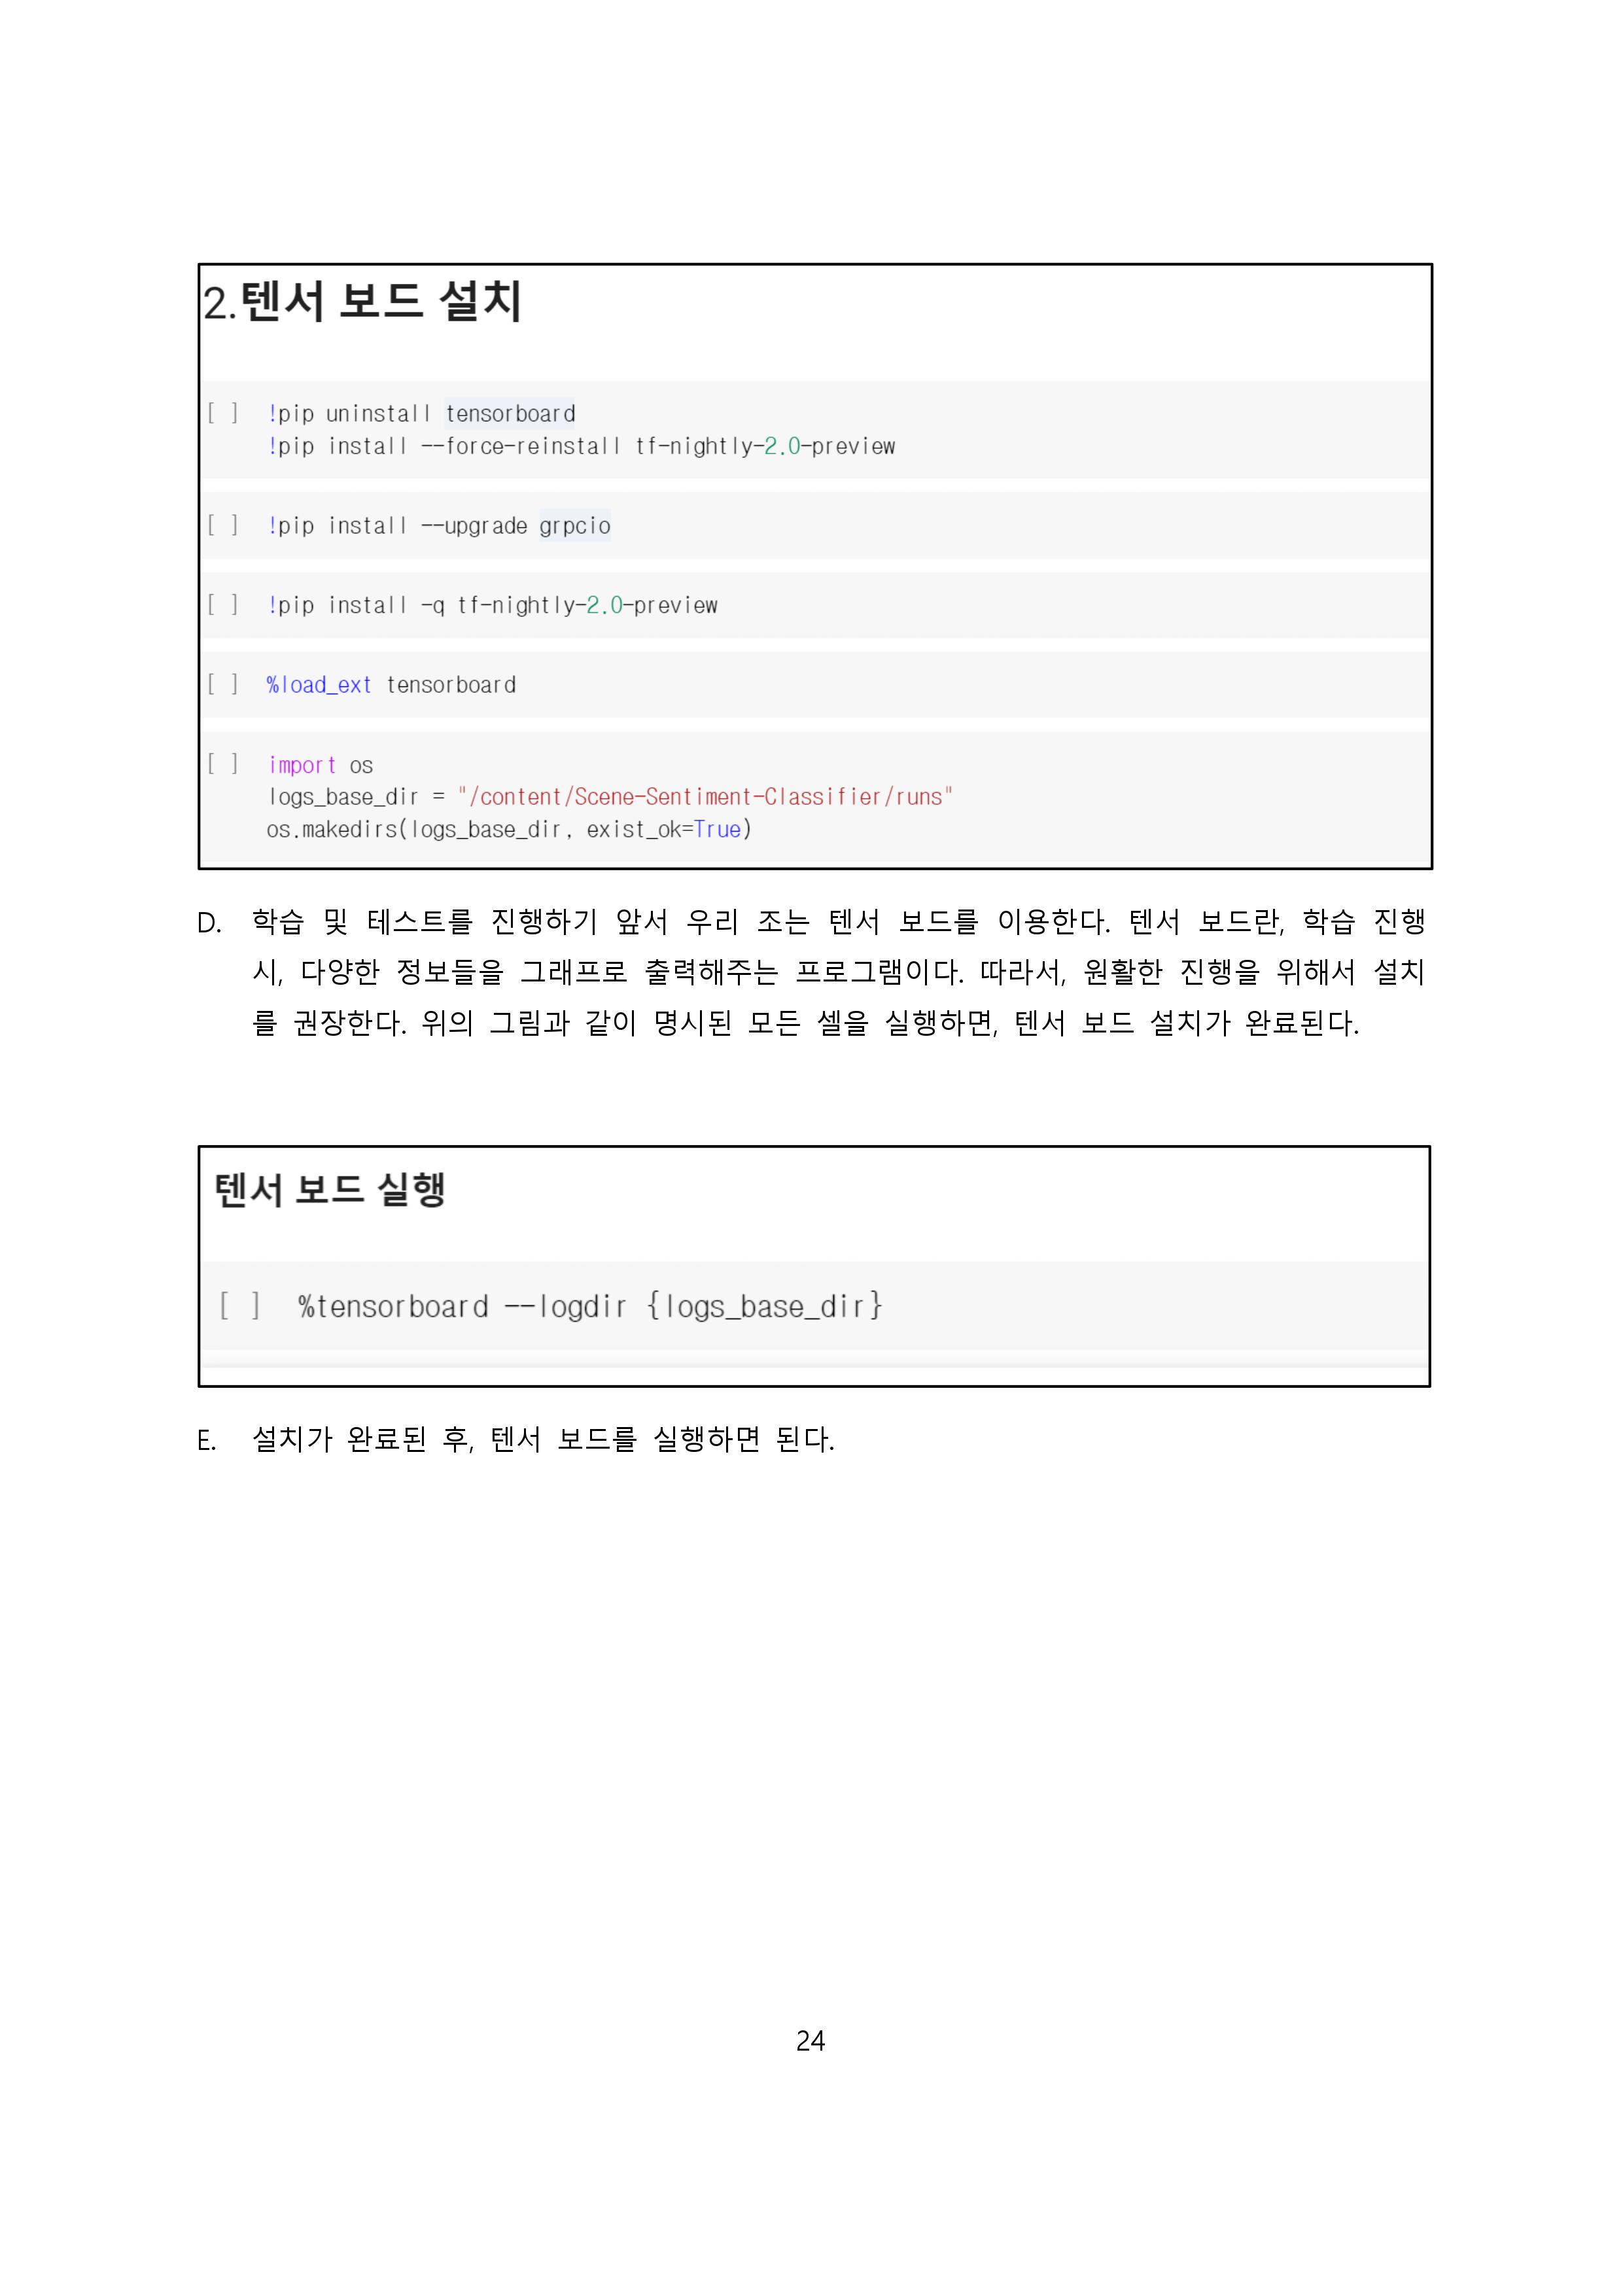 2.텐서 보드 설치
[ ] !pip uninstall tensorboard
!pip install --force-reinstall tf-nightly-2.0-preview
[ ] !pip install --upgrade grpcio
[ ] !pip install -q tf-nightly-2.0-preview
[ ] %load_ext tensorboard
[ ] import os
logs_base_dir = "/content/Scene-Sentiment-Classifier/runs"
os.makedirs(logs_base_dir, exist_ok=True)
D. 학습 및 테스트를 진행하기 앞서 우리 조는 텐서 보드를 이용한다. 텐서 보드란, 학습 진행
시, 다양한 정보들을 그래프로 출력해주는 프로그램이다. 따라서, 원활한 진행을 위해서 설치
를 권장한다. 위의 그림과 같이 명시된 모든 셀을 실행하면, 텐서 보드 설치가 완료된다.
텐서 보드 실행
[ ] %tensorboard --logdir {logs_base_dir}
E. 설치가 완료된 후, 텐서 보드를 실행하면 된다.
24